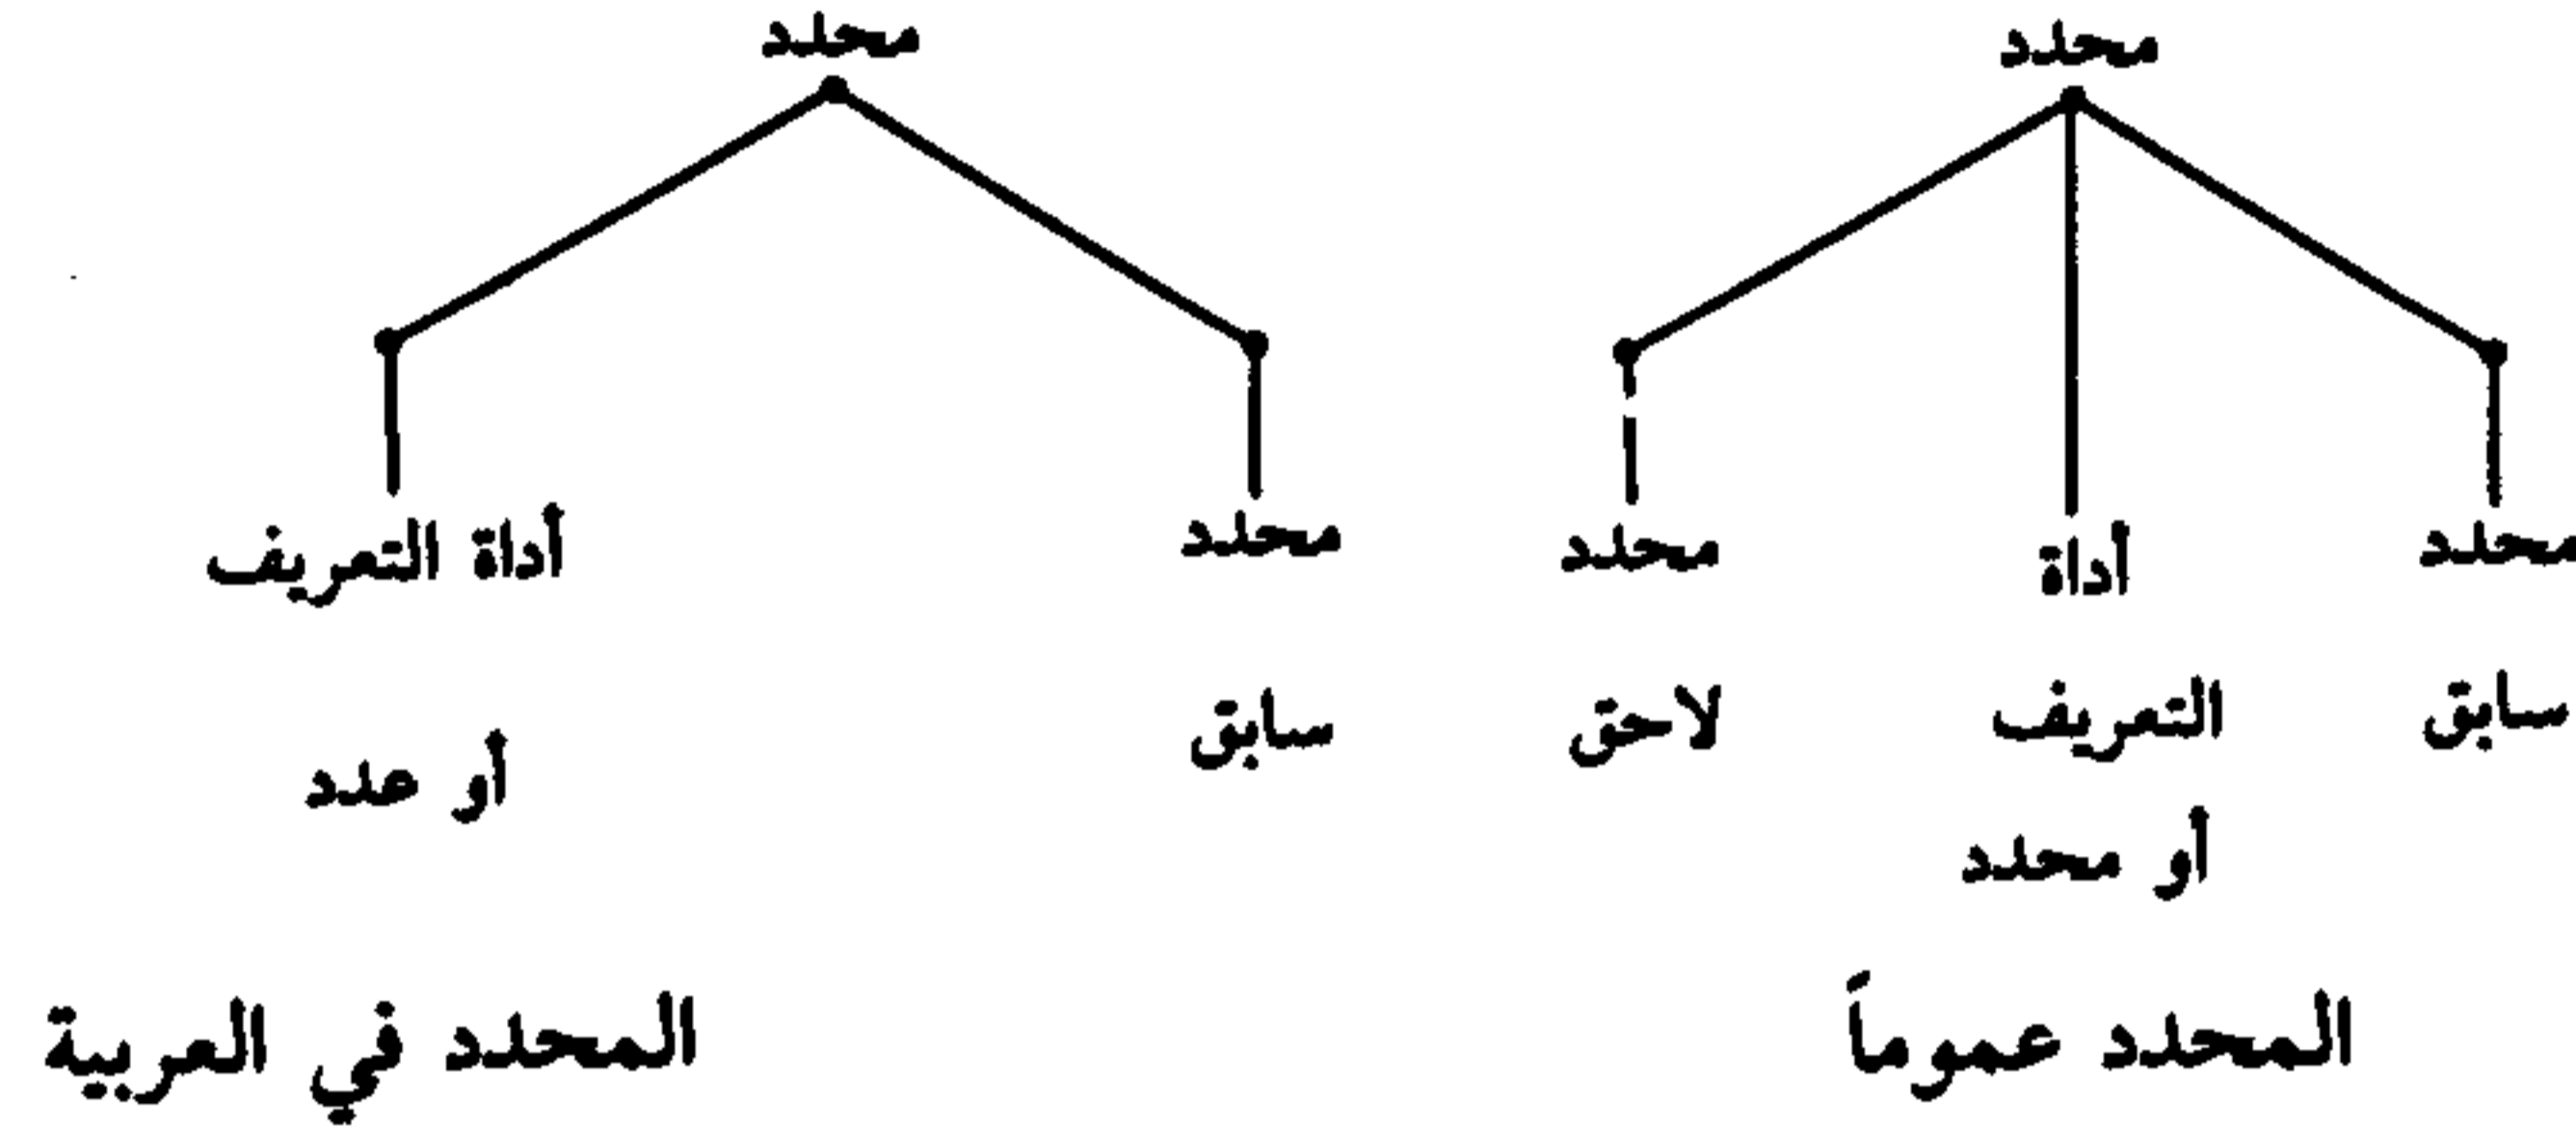 محدد
محدد سابق
أداة التعريف أو محدد
محدد لاحق
المحدد عموماً
محدد
محدد سابق
أداة التعريف أو عدد
المحدد في العربية